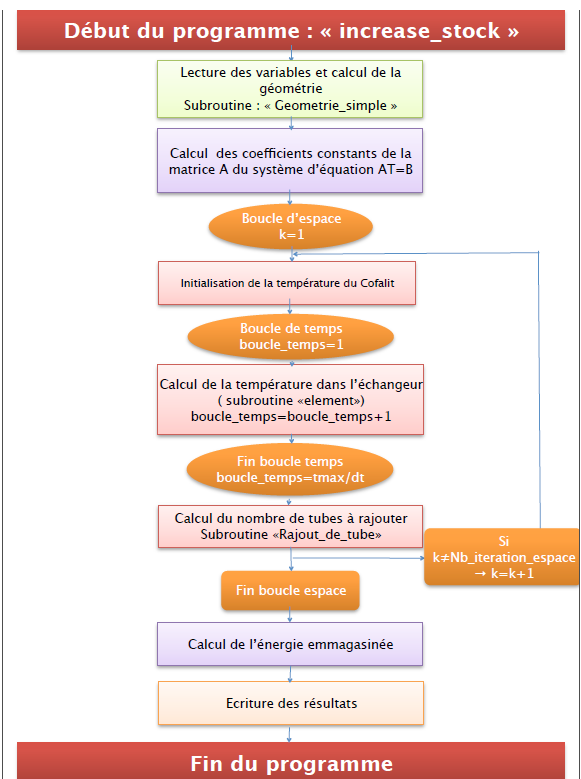 Début du programme : « increase_stock »
Lecture des variables et calcul de la
géométrie
Subroutine : « Geometrie_simple »
Calcul des coefficients constants de la
matrice A du système d'équation AT=B
Boucle d'espace
k=1
Initialisation de la température du Cofalit
Boucle de temps
boucle_temps=1
Calcul de la température dans l'échangeur
( subroutine «element»)
boucle_temps=boucle_temps+1
Fin boucle temps
boucle_temps=tmax/dt
Calcul du nombre de tubes à rajouter
Subroutine «Rajout_de_tube»
Si
k≠Nb_iteration_espace
→ k=k+1
Fin boucle espace
Calcul de l'énergie emmagasinée
Ecriture des résultats
Fin du programme